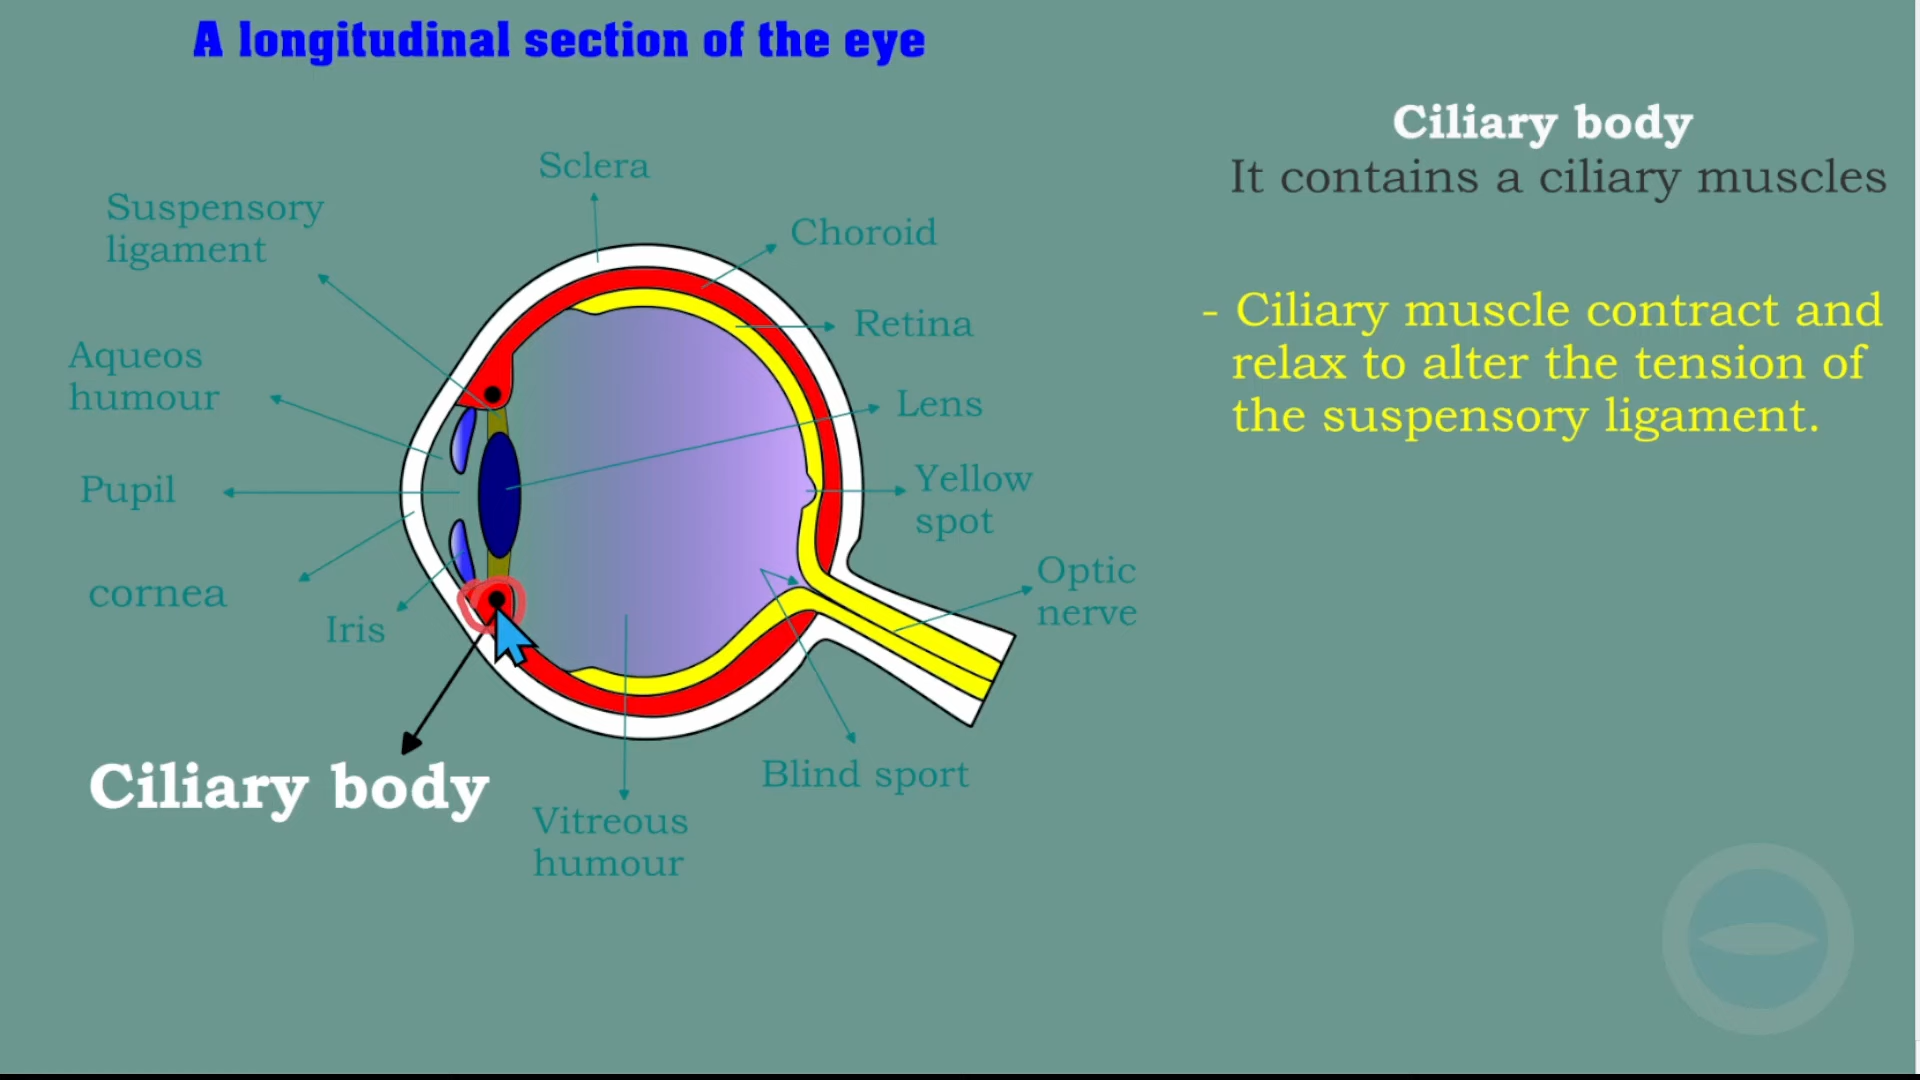 A longitudinal section of the eye
Ciliary body
It contains a ciliary muscles
- Ciliary muscle contract and
relax to alter the tension of
the suspensory ligament.
Sclera
Suspensory
ligament
Choroid
Retina
Aqueos
humour
Lens
Pupil
Yellow
spot
cornea
Iris
Optic
nerve
Ciliary body
Blind sport
Vitreous
humour